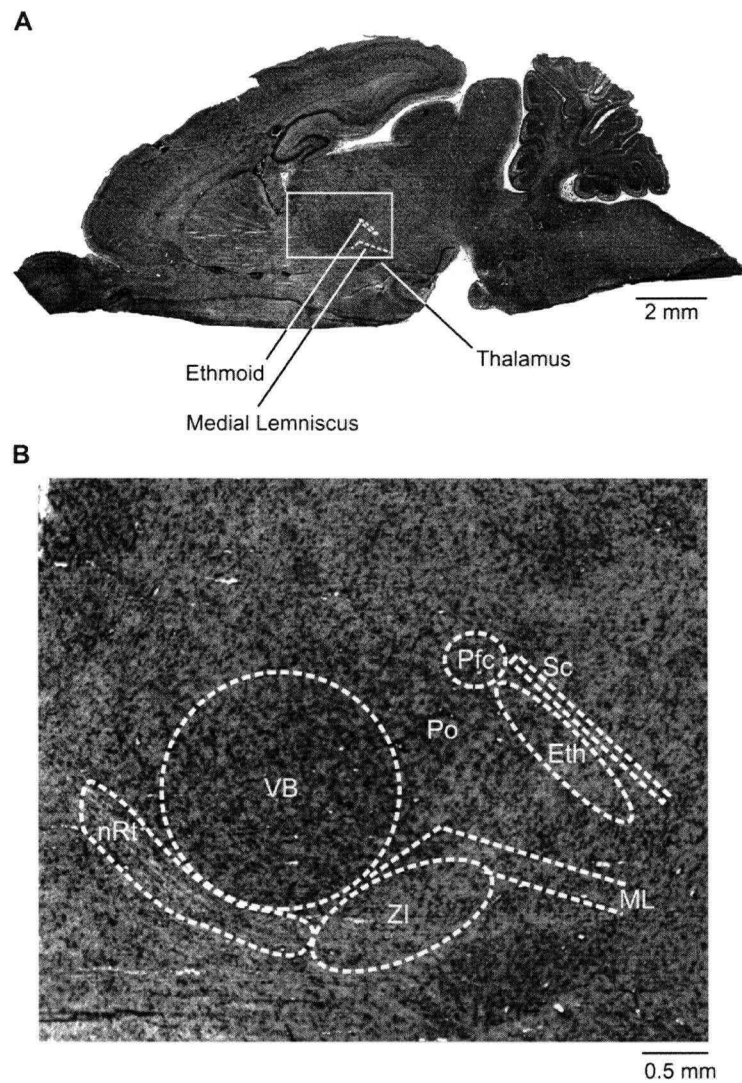 A
2 mm
Ethmoid
Thalamus
Medial Lemniscus
B
Pfc
Sc
Po
Eth
VB
nRt
ZI
ML
0.5 mm